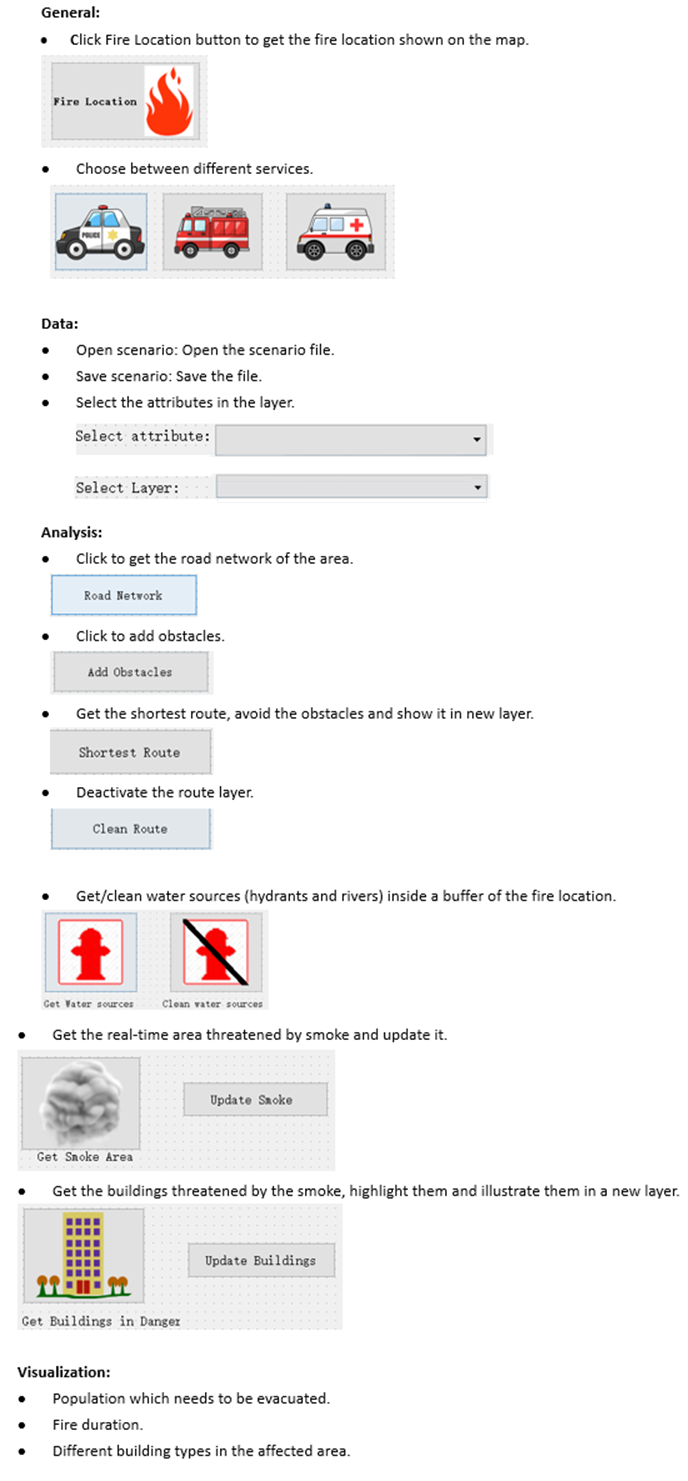 General:
● Click Fire Location button to get the fire location shown on the map.
Fire Location
● Choose between different services.
POLICE
Data:
● Open scenario: Open the scenario file.
● Save scenario: Save the file.
● Select the attributes in the layer.
Select attribute:
Select Layer:
Analysis:
● Click to get the road network of the area.
Road Network
● Click to add obstacles.
Add Obstacles
● Get the shortest route, avoid the obstacles and show it in new layer.
Shortest Route
● Deactivate the route layer.
Clean Route
● Get/clean water sources (hydrants and rivers) inside a buffer of the fire location.
Get Water sources Clean water sources
● Get the real-time area threatened by smoke and update it.
Update Smoke
Get Smoke Area
● Get the buildings threatened by the smoke, highlight them and illustrate them in a new layer.
Update Buildings
Get Buildings in Danger
Visualization:
● Population which needs to be evacuated.
● Fire duration.
● Different building types in the affected area.